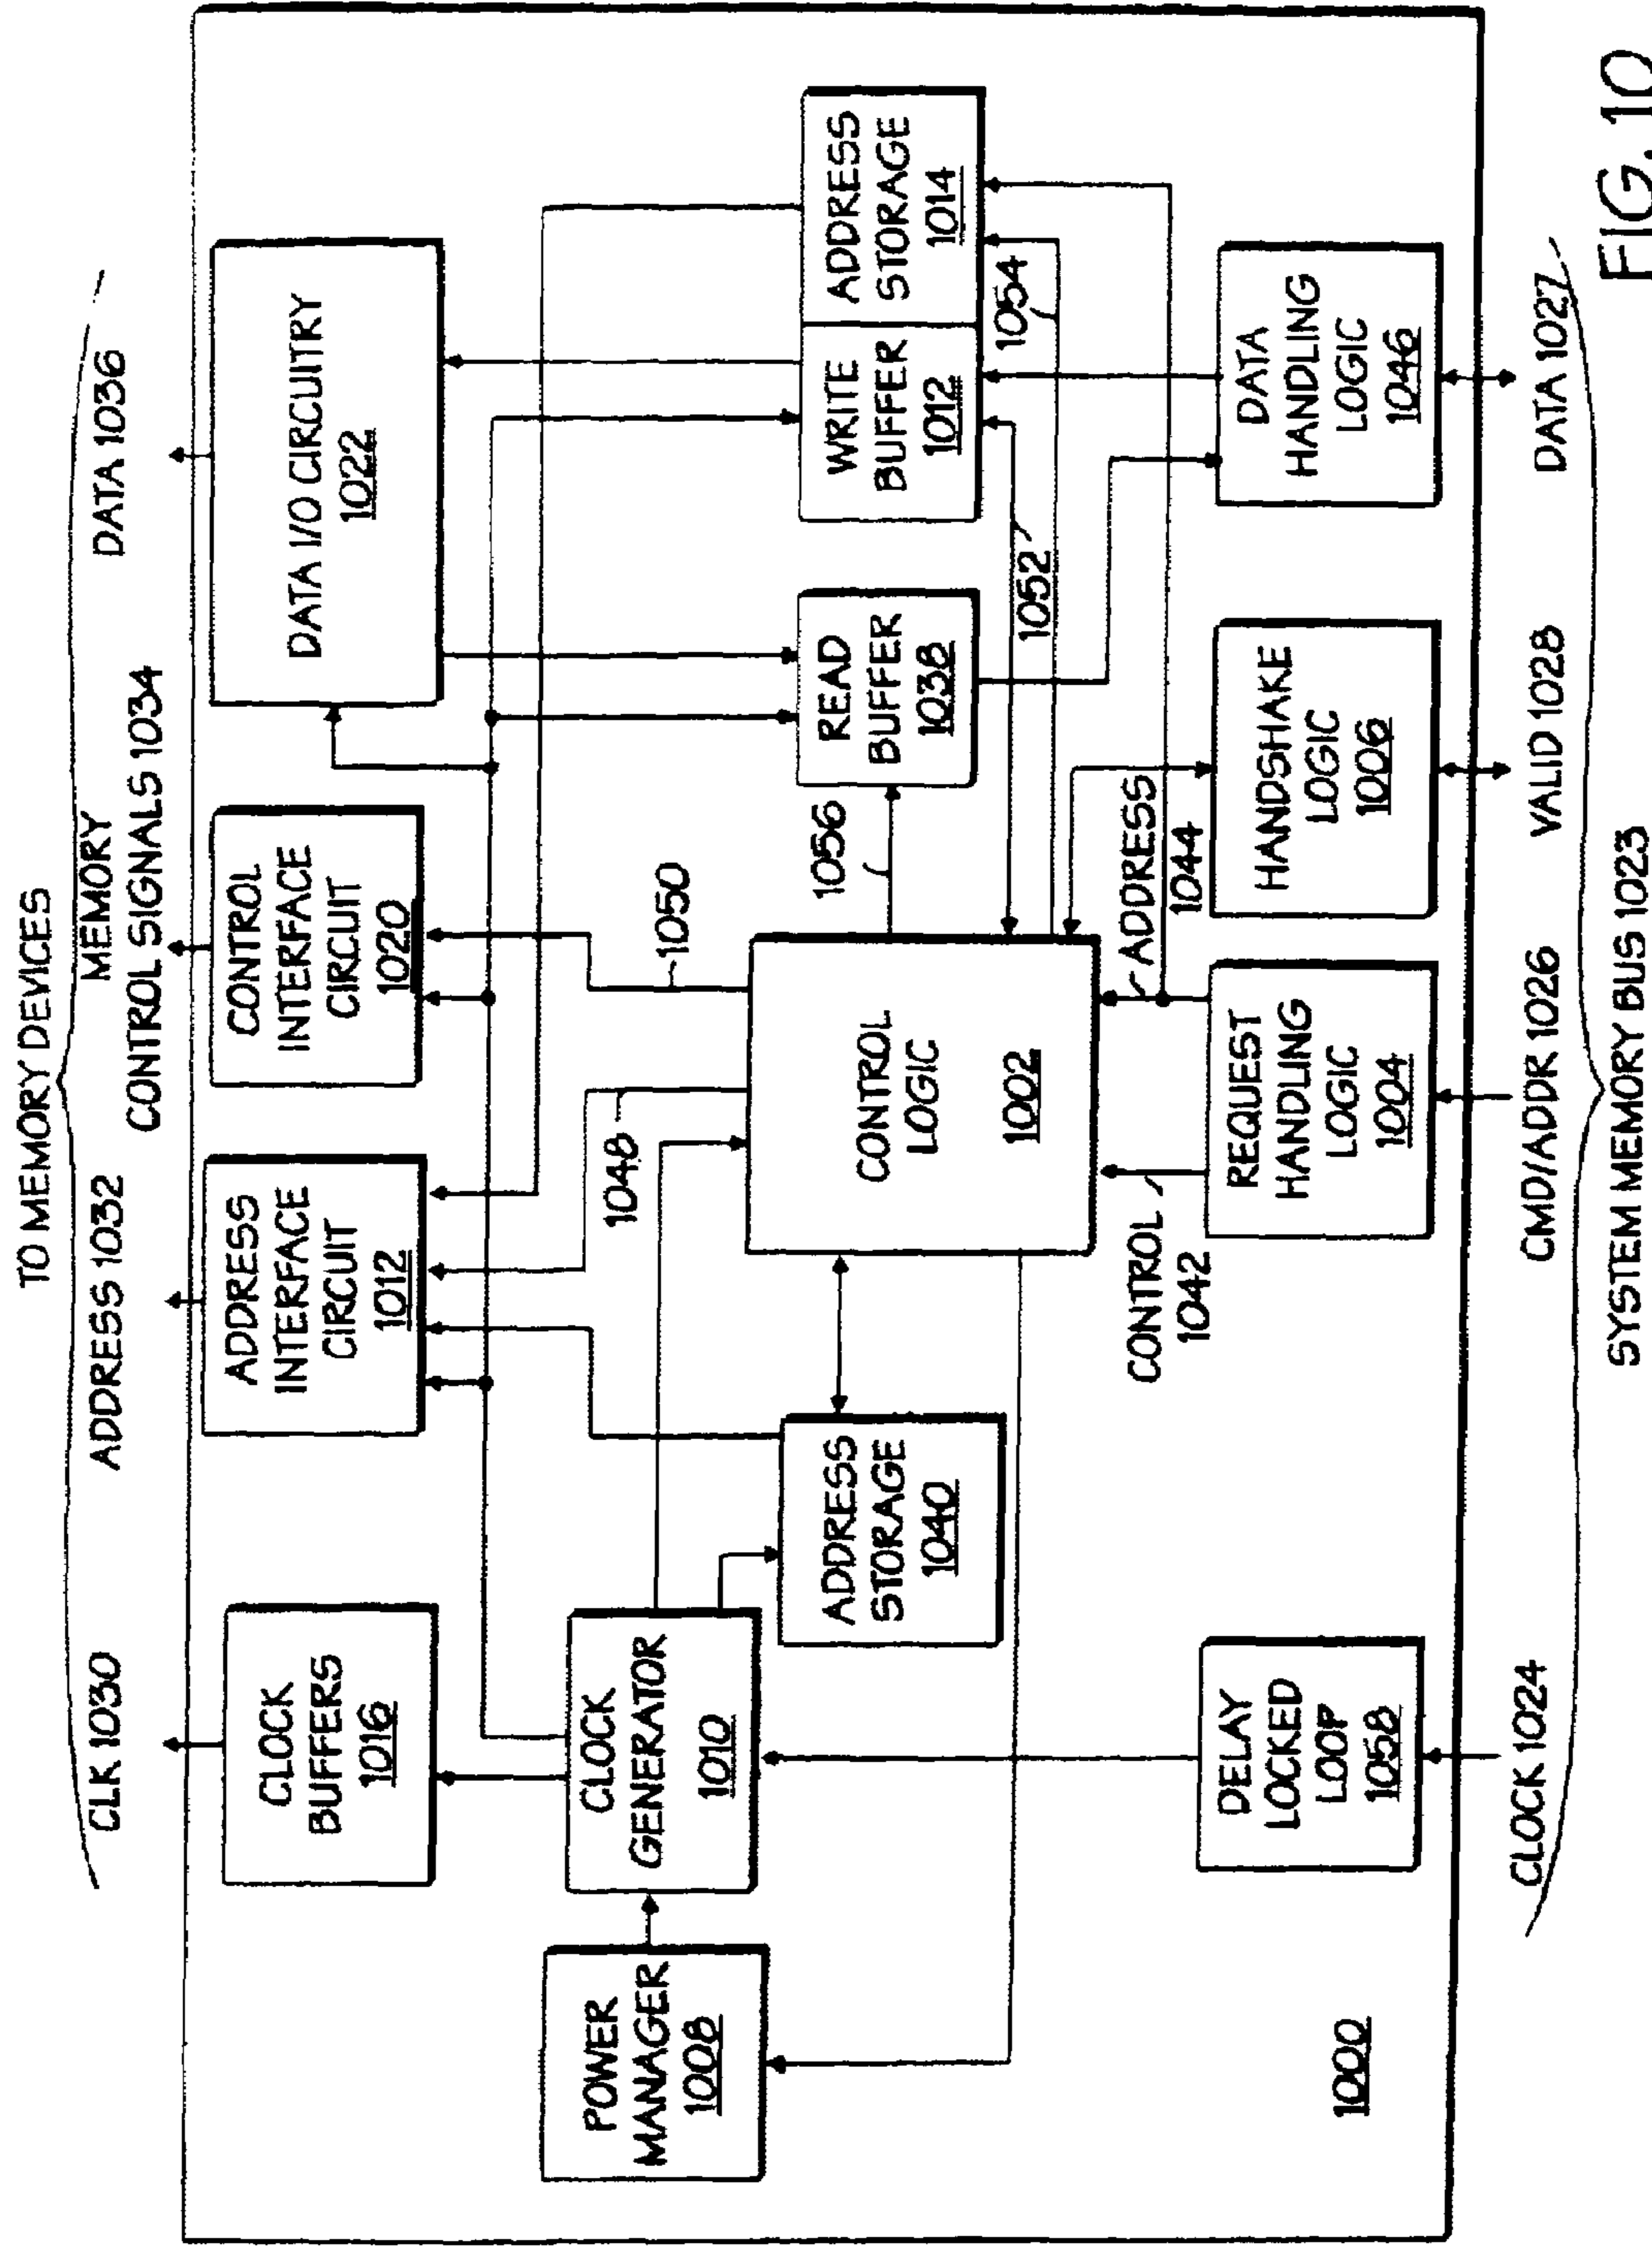 TO MEMORY DEVICES
CLK 1030
ADDRESS 1032
MEMORY
CONTROL SIGNALS 1034
DATA 1036
CLOCK
BUFFERS
1016
ADDRESS
INTERFACE
CIRCUIT
1012
CONTROL
INTERFACE
CIRCUIT
1020
DATA I/O CIRCUITRY
1022
POWER
MANAGER
1008
CLOCK
GENERATOR
1010
1048
1050
ADDRESS
STORAGE
1040
CONTROL
LOGIC
1002
1056
READ
BUFFER
1038
WRITE
BUFFER
1012
ADDRESS
STORAGE
1014
1052
1054
CONTROL
1042
ADDRESS
1044
DELAY
LOCKED
LOOP
1058
REQUEST
HANDLING
LOGIC
1004
HANDSHAKE
LOGIC
1006
DATA
HANDLING
LOGIC
1046
1000
CLOCK 1024
CMD/ADDR 1026
VALID 1028
DATA 1027
SYSTEM MEMORY BUS 1023
FIG. 10